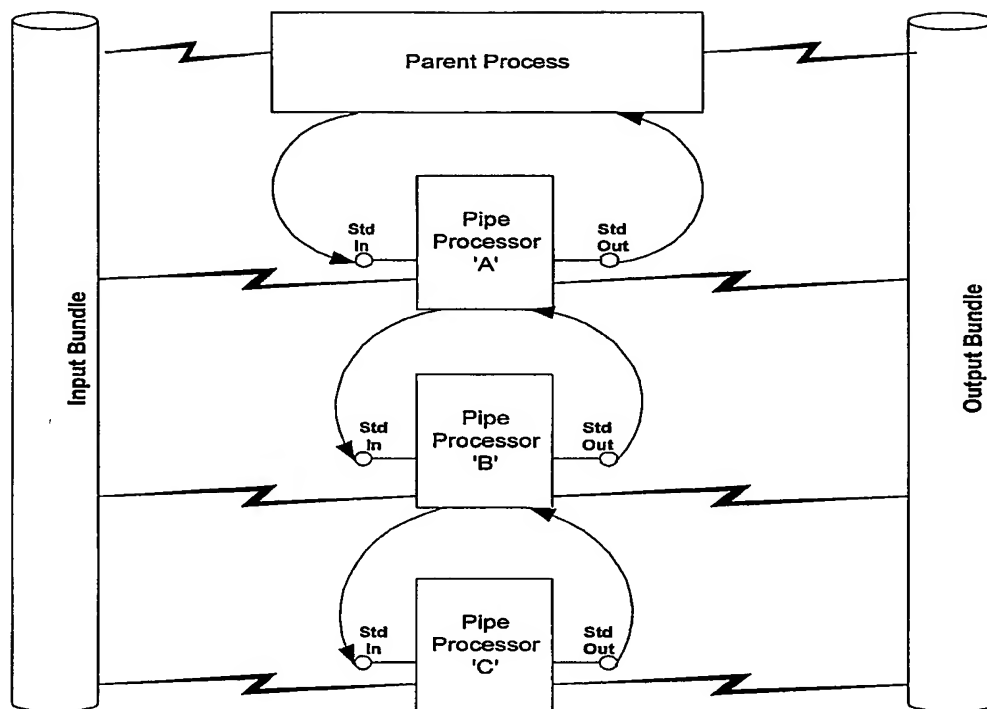 Parent Process
Std
In
Pipe
Processor
'A'
Std
Out
Input Bundle
Output Bundle
Std
In
Pipe
Processor
'B'
Std
Out
Std
In
Pipe
Processor
'C'
Std
Out